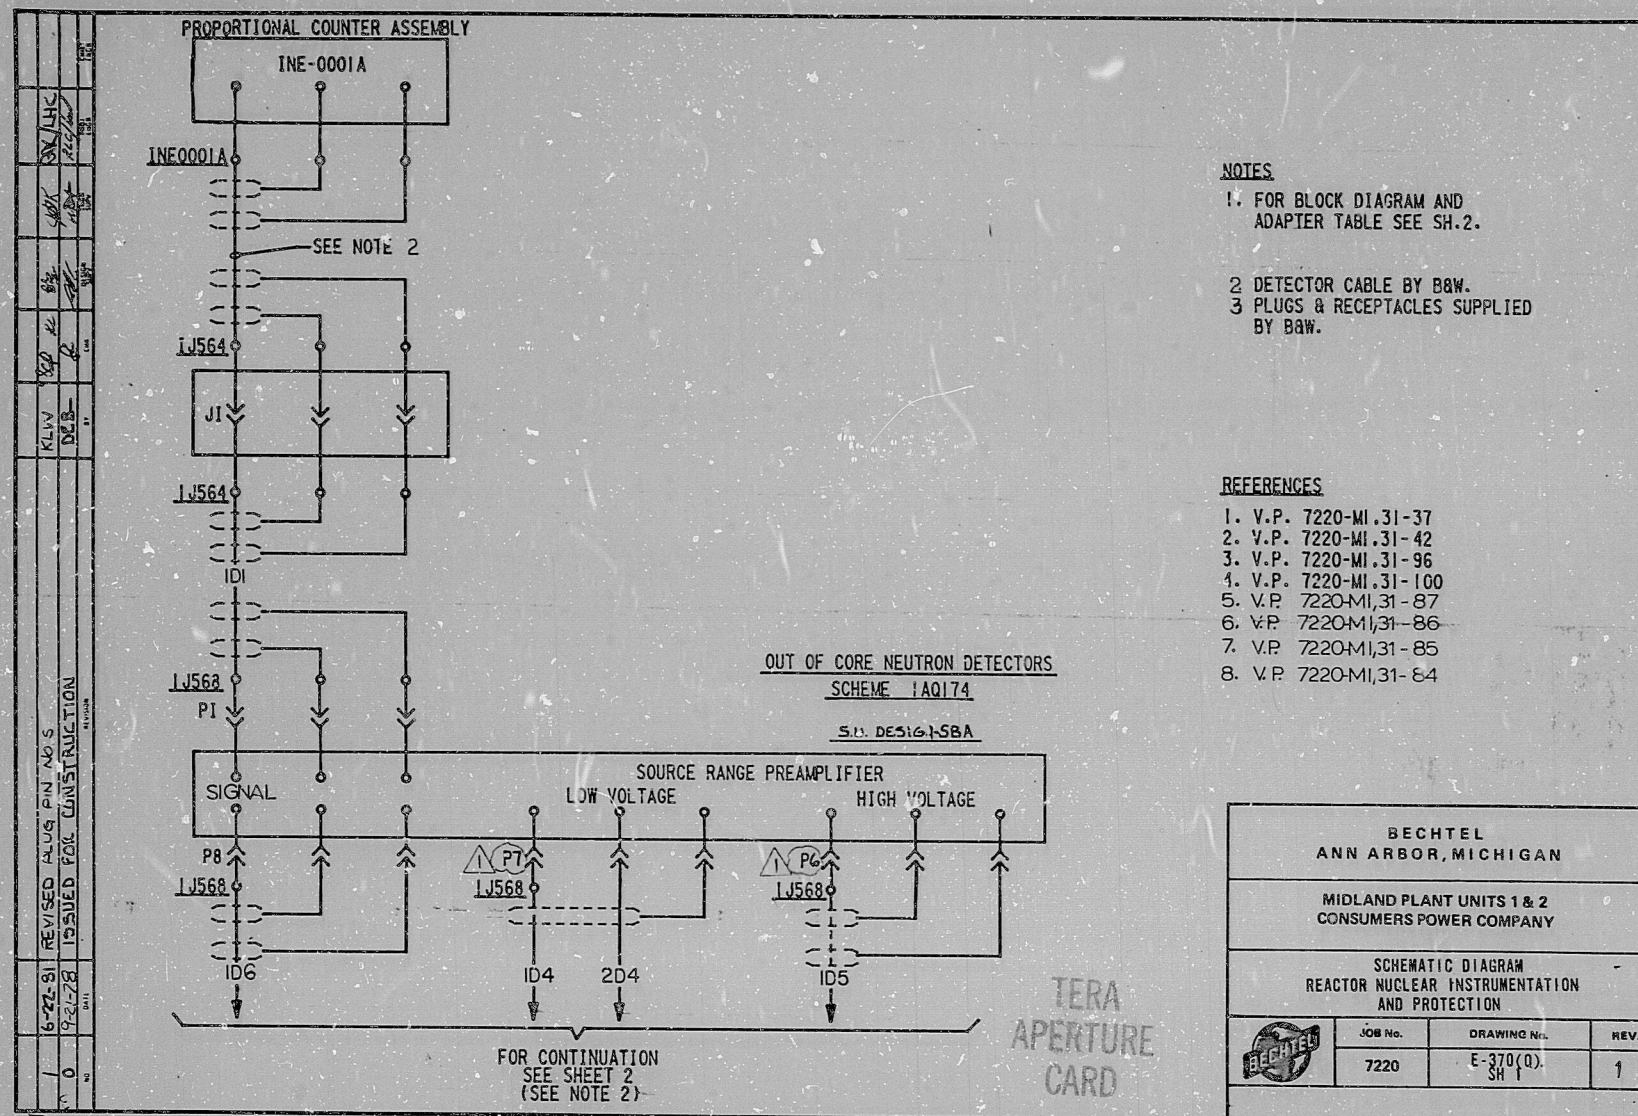 PROPORTIONAL COUNTER ASSEMBLY
INE-0001A
INE0001A
SEE NOTE 2
1J564
J1
1J564
1D1
1J568
P1
OUT OF CORE NEUTRON DETECTORS
SCHEME 1AQ174
SOURCE RANGE PREAMPLIFIER
SIGNAL
LOW VOLTAGE
HIGH VOLTAGE
P8
1J568
1
P7
1J568
1
P6
1J568
1D6
1D4
2D4
1D5
FOR CONTINUATION
SEE SHEET 2
(SEE NOTE 2)
TERA
APERTURE
CARD
NOTES
1. FOR BLOCK DIAGRAM AND
ADAPTER TABLE SEE SH.2.
2 DETECTOR CABLE BY B&W.
3 PLUGS & RECEPTACLES SUPPLIED
BY B&W.
REFERENCES
1. V.P. 7220-M1.31-37
2. V.P. 7220-M1.31-42
3. V.P. 7220-M1.31-96
4. V.P. 7220-M1.31-100
5. V.P. 7220-M1,31-87
6. V.P. 7220-M1,31-86
7. V.P. 7220-M1,31-85
8. V.P. 7220-M1,31-84
BECHTEL
ANN ARBOR, MICHIGAN
MIDLAND PLANT UNITS 1 & 2
CONSUMERS POWER COMPANY
SCHEMATIC DIAGRAM
REACTOR NUCLEAR INSTRUMENTATION
AND PROTECTION
BECHTEL
JOB No.
DRAWING No.
REV.
7220
E-370(Q)
SH 1
1
1 6-22-81 REVISED PLUG PIN NO.S KLW
0 9-21-78 ISSUED FOR CONSTRUCTION DCB
NO DATE REVISION BY